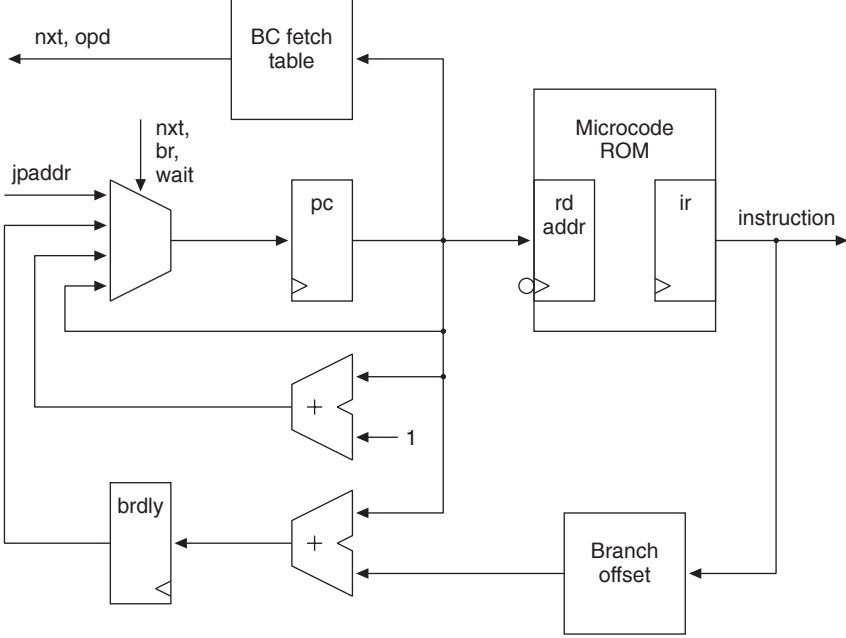 nxt, opd
BC fetch
table
nxt,
br,
wait
jpaddr
pc
Microcode
ROM
rd
addr
ir
instruction
+
1
brdly
+
Branch
offset